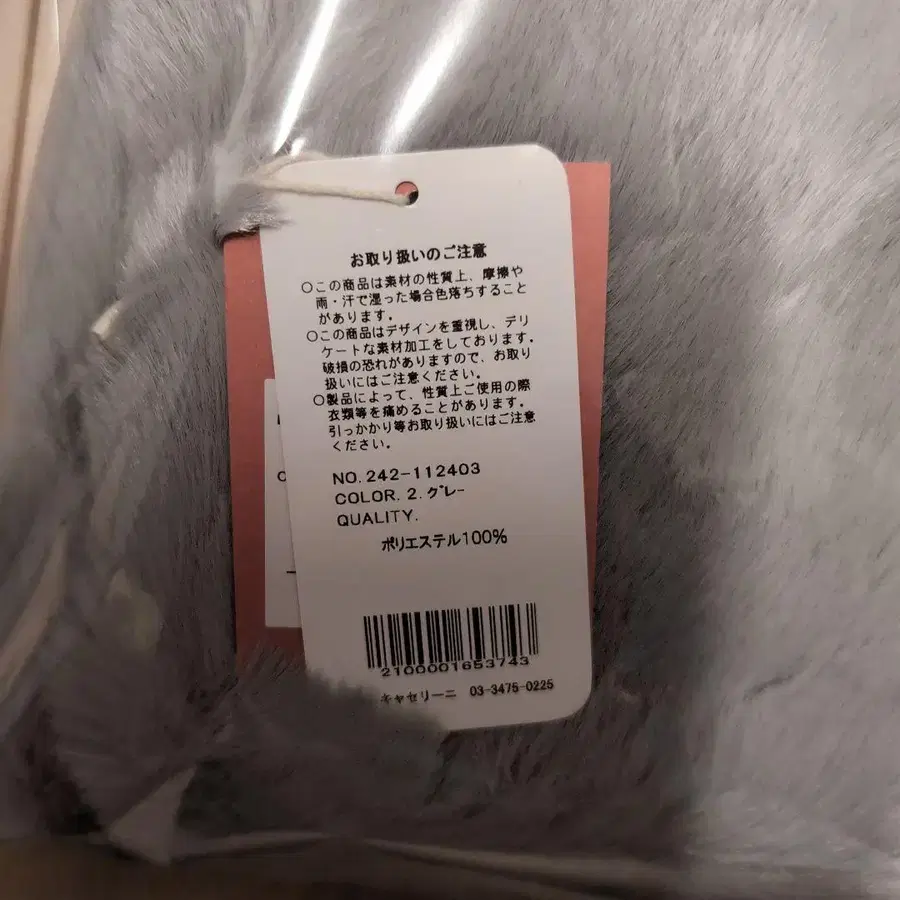 お取り扱いのご注意
○この商品は素材の性質上、摩擦や
雨・汗で湿った場合色落ちすること
があります。
○この商品はデザインを重視し、デリ
ケートな素材加工をしております。
破損の恐れがありますので、お取り
扱いにはご注意ください。
○製品によって、性質上ご使用の際
衣類等を痛めることがあります。
引っかかり等お取り扱いにはご注意
ください。
NO.242-112403
COLOR.2.グレー
QUALITY.
ポリエステル100%
2100001653743
キャセリーニ 03-3475-0225